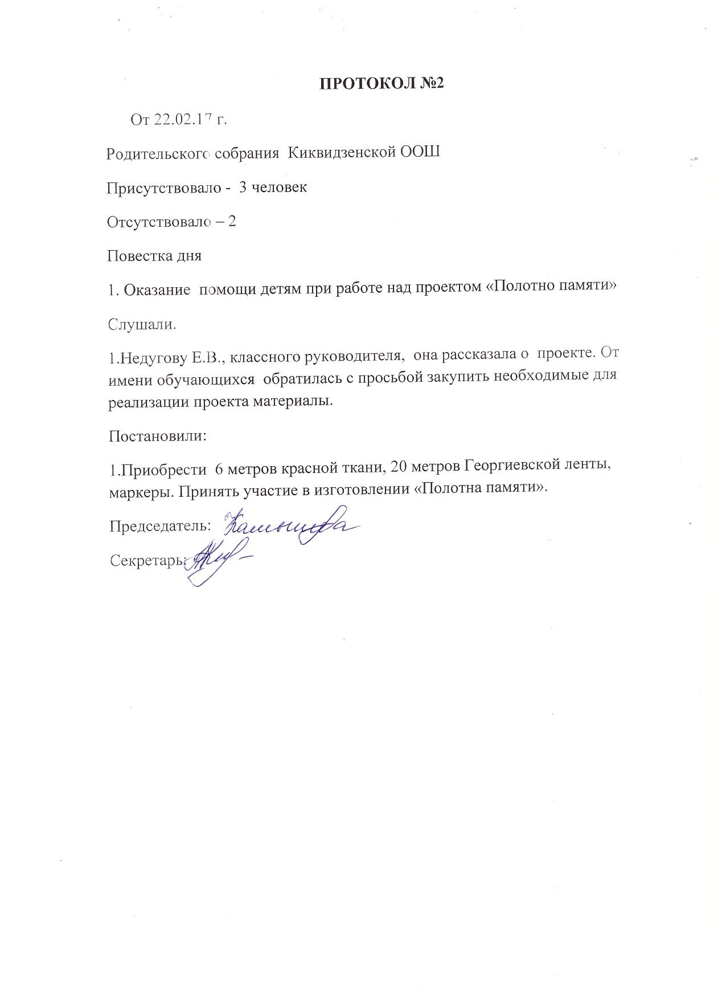 ПРОТОКОЛ №2
От 22.02.17 г.
Родительского собрания Киквидзенской ООШ
Присутствовало - 3 человек
Отсутствовало – 2
Повестка дня
1. Оказание помощи детям при работе над проектом «Полотно памяти»
Слушали.
1.Недугову Е.В., классного руководителя, она рассказала о проекте. От
имени обучающихся обратилась с просьбой закупить необходимые для
реализации проекта материалы.
Постановили:
1.Приобрести 6 метров красной ткани, 20 метров Георгиевской ленты,
маркеры. Принять участие в изготовлении «Полотна памяти».
Председатель:
Секретарь: